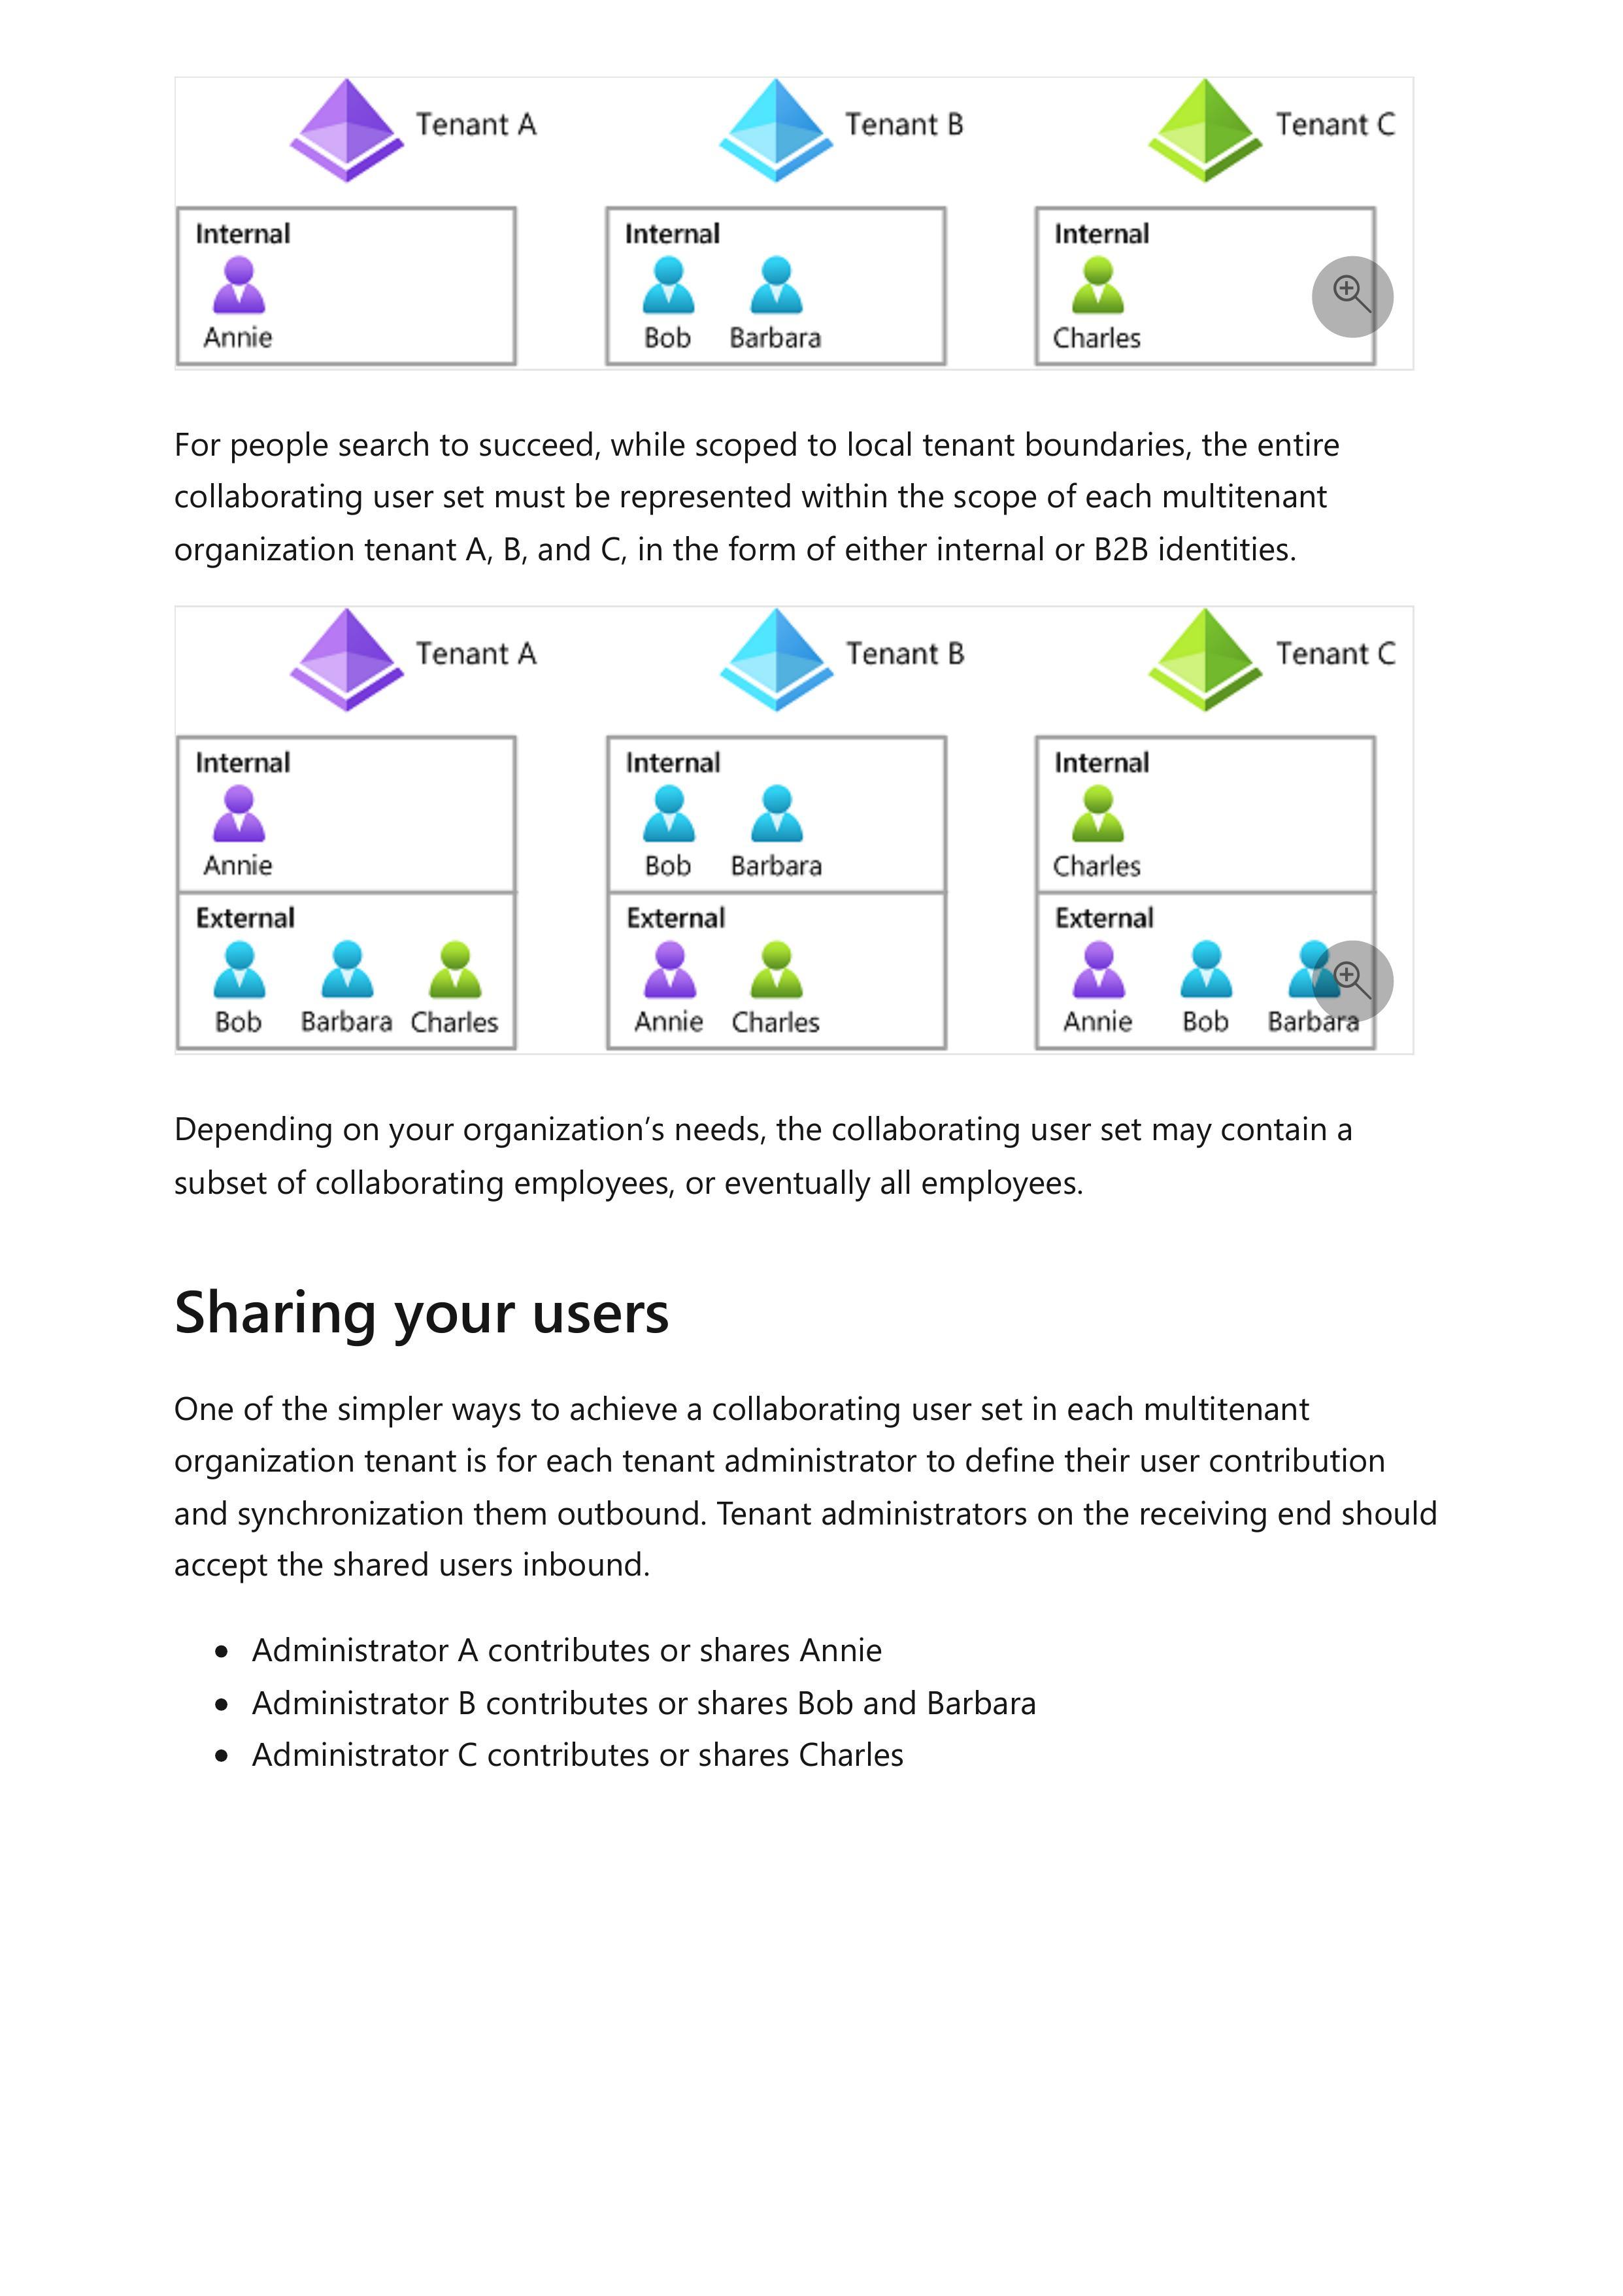 Tenant A Tenant B Tenant C
Internal Internal Internal
Annie Bob Barbara Charles
For people search to succeed, while scoped to local tenant boundaries, the entire
collaborating user set must be represented within the scope of each multitenant
organization tenant A, B, and C, in the form of either internal or B2B identities.
Tenant A Tenant B Tenant C
Internal Internal Internal
Annie Bob Barbara Charles
External External External
Bob Barbara Charles Annie Charles Annie Bob Barbara
Depending on your organization’s needs, the collaborating user set may contain a
subset of collaborating employees, or eventually all employees.
Sharing your users
One of the simpler ways to achieve a collaborating user set in each multitenant
organization tenant is for each tenant administrator to define their user contribution
and synchronization them outbound. Tenant administrators on the receiving end should
accept the shared users inbound.
• Administrator A contributes or shares Annie
• Administrator B contributes or shares Bob and Barbara
• Administrator C contributes or shares Charles